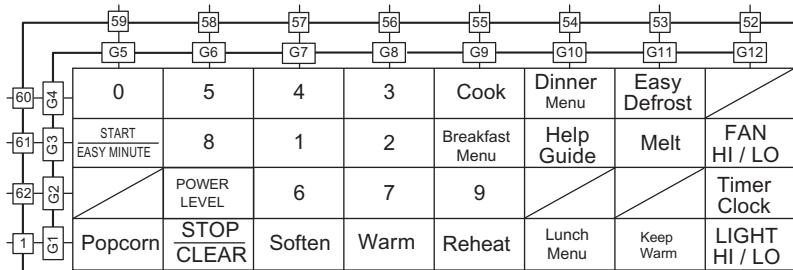 59 58 57 56 55 54 53 52
G5 G6 G7 G8 G9 G10 G11 G12
60 G4 0 5 4 3 Cook Dinner Menu Easy Defrost
61 G3 START EASY MINUTE 8 1 2 Breakfast Menu Help Guide Melt FAN HI / LO
62 G2 POWER LEVEL 6 7 9 Timer Clock
1 G1 Popcorn STOP CLEAR Soften Warm Reheat Lunch Menu Keep Warm LIGHT HI / LO